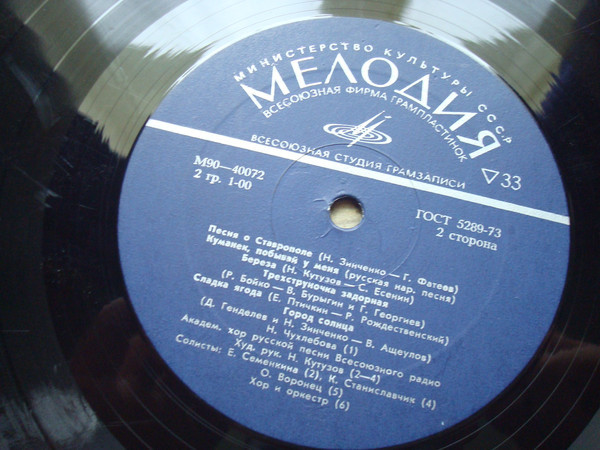 МИНИСТЕРСТВО КУЛЬТУРЫ СССР
МЕЛОДИЯ
ВСЕСОЮЗНАЯ ФИРМА ГРАМПЛАСТИНОК
ВСЕСОЮЗНАЯ СТУДИЯ ГРАМЗАПИСИ
33
М90—40072
2 гр. 1-00
ГОСТ 5289-73
2 сторона
Песня о Ставрополе (Н. Зинченко — Г. Фатеев)
Куманек, побывай у меня (русская нар. песня)
Береза (Н. Кутузов — С. Есенин)
Трехструночка задорная
(Р. Бойко — В. Бурыгин и Г. Георгиев)
Сладка ягода (Е. Птичкин — Р. Рождественский)
Город солнца
(Д. Генделев и Н. Зинченко — В. Ащеулов)
Н. Чухлебова (1)
Академ. хор русской песни Всесоюзного радио
Худ. рук. Н. Кутузов (2—4)
Солисты: Е. Семенкина (2), К. Станиславчик (4)
О. Воронец (5)
Хор и оркестр (6)